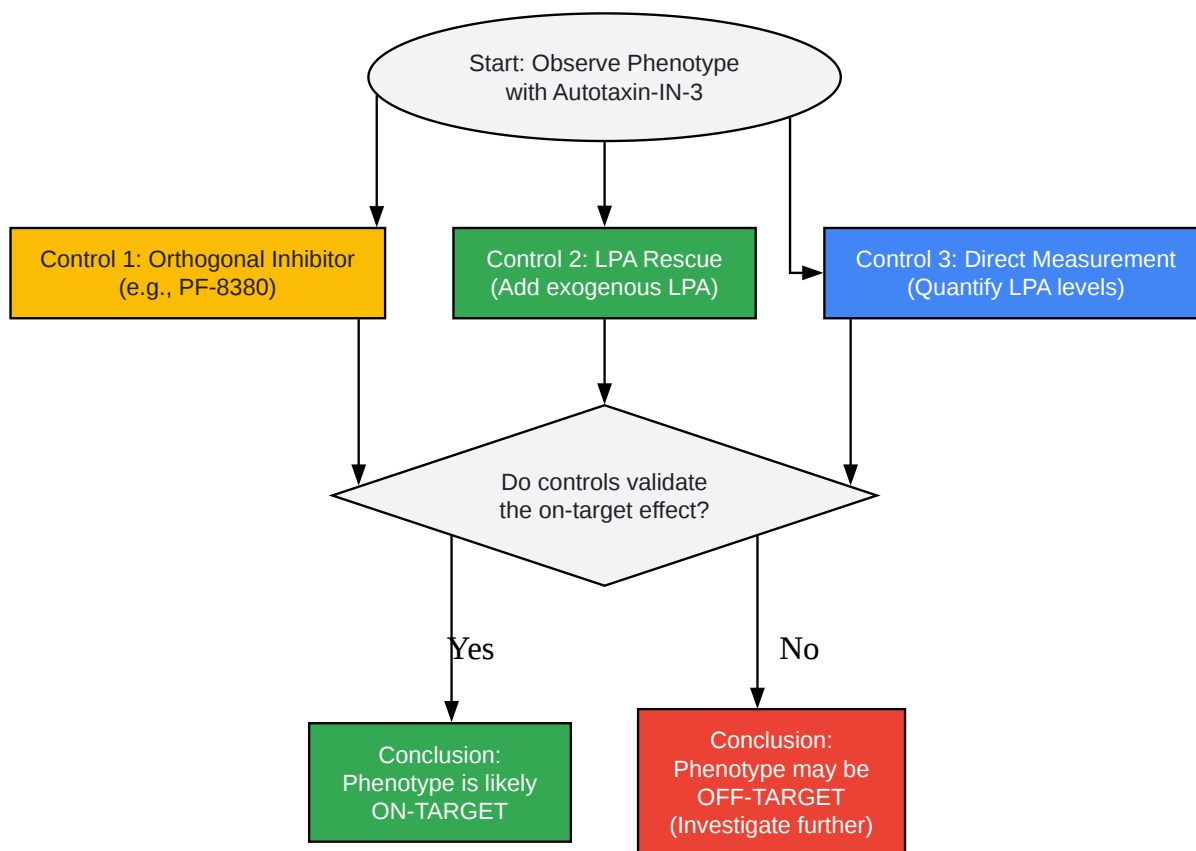 Start: Observe Phenotype
with Autotaxin-IN-3
Control 1: Orthogonal Inhibitor
(e.g., PF-8380)
Control 2: LPA Rescue
(Add exogenous LPA)
Control 3: Direct Measurement
(Quantify LPA levels)
Do controls validate
the on-target effect?
Yes
No
Conclusion:
Phenotype is likely
ON-TARGET
Conclusion:
Phenotype may be
OFF-TARGET
(Investigate further)